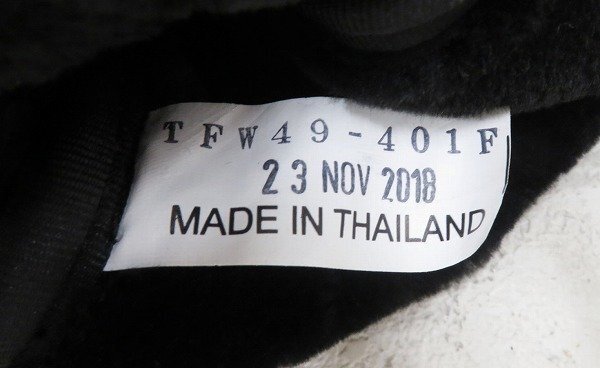 TFW49-401F
23 NOV 2018
MADE IN THAILAND